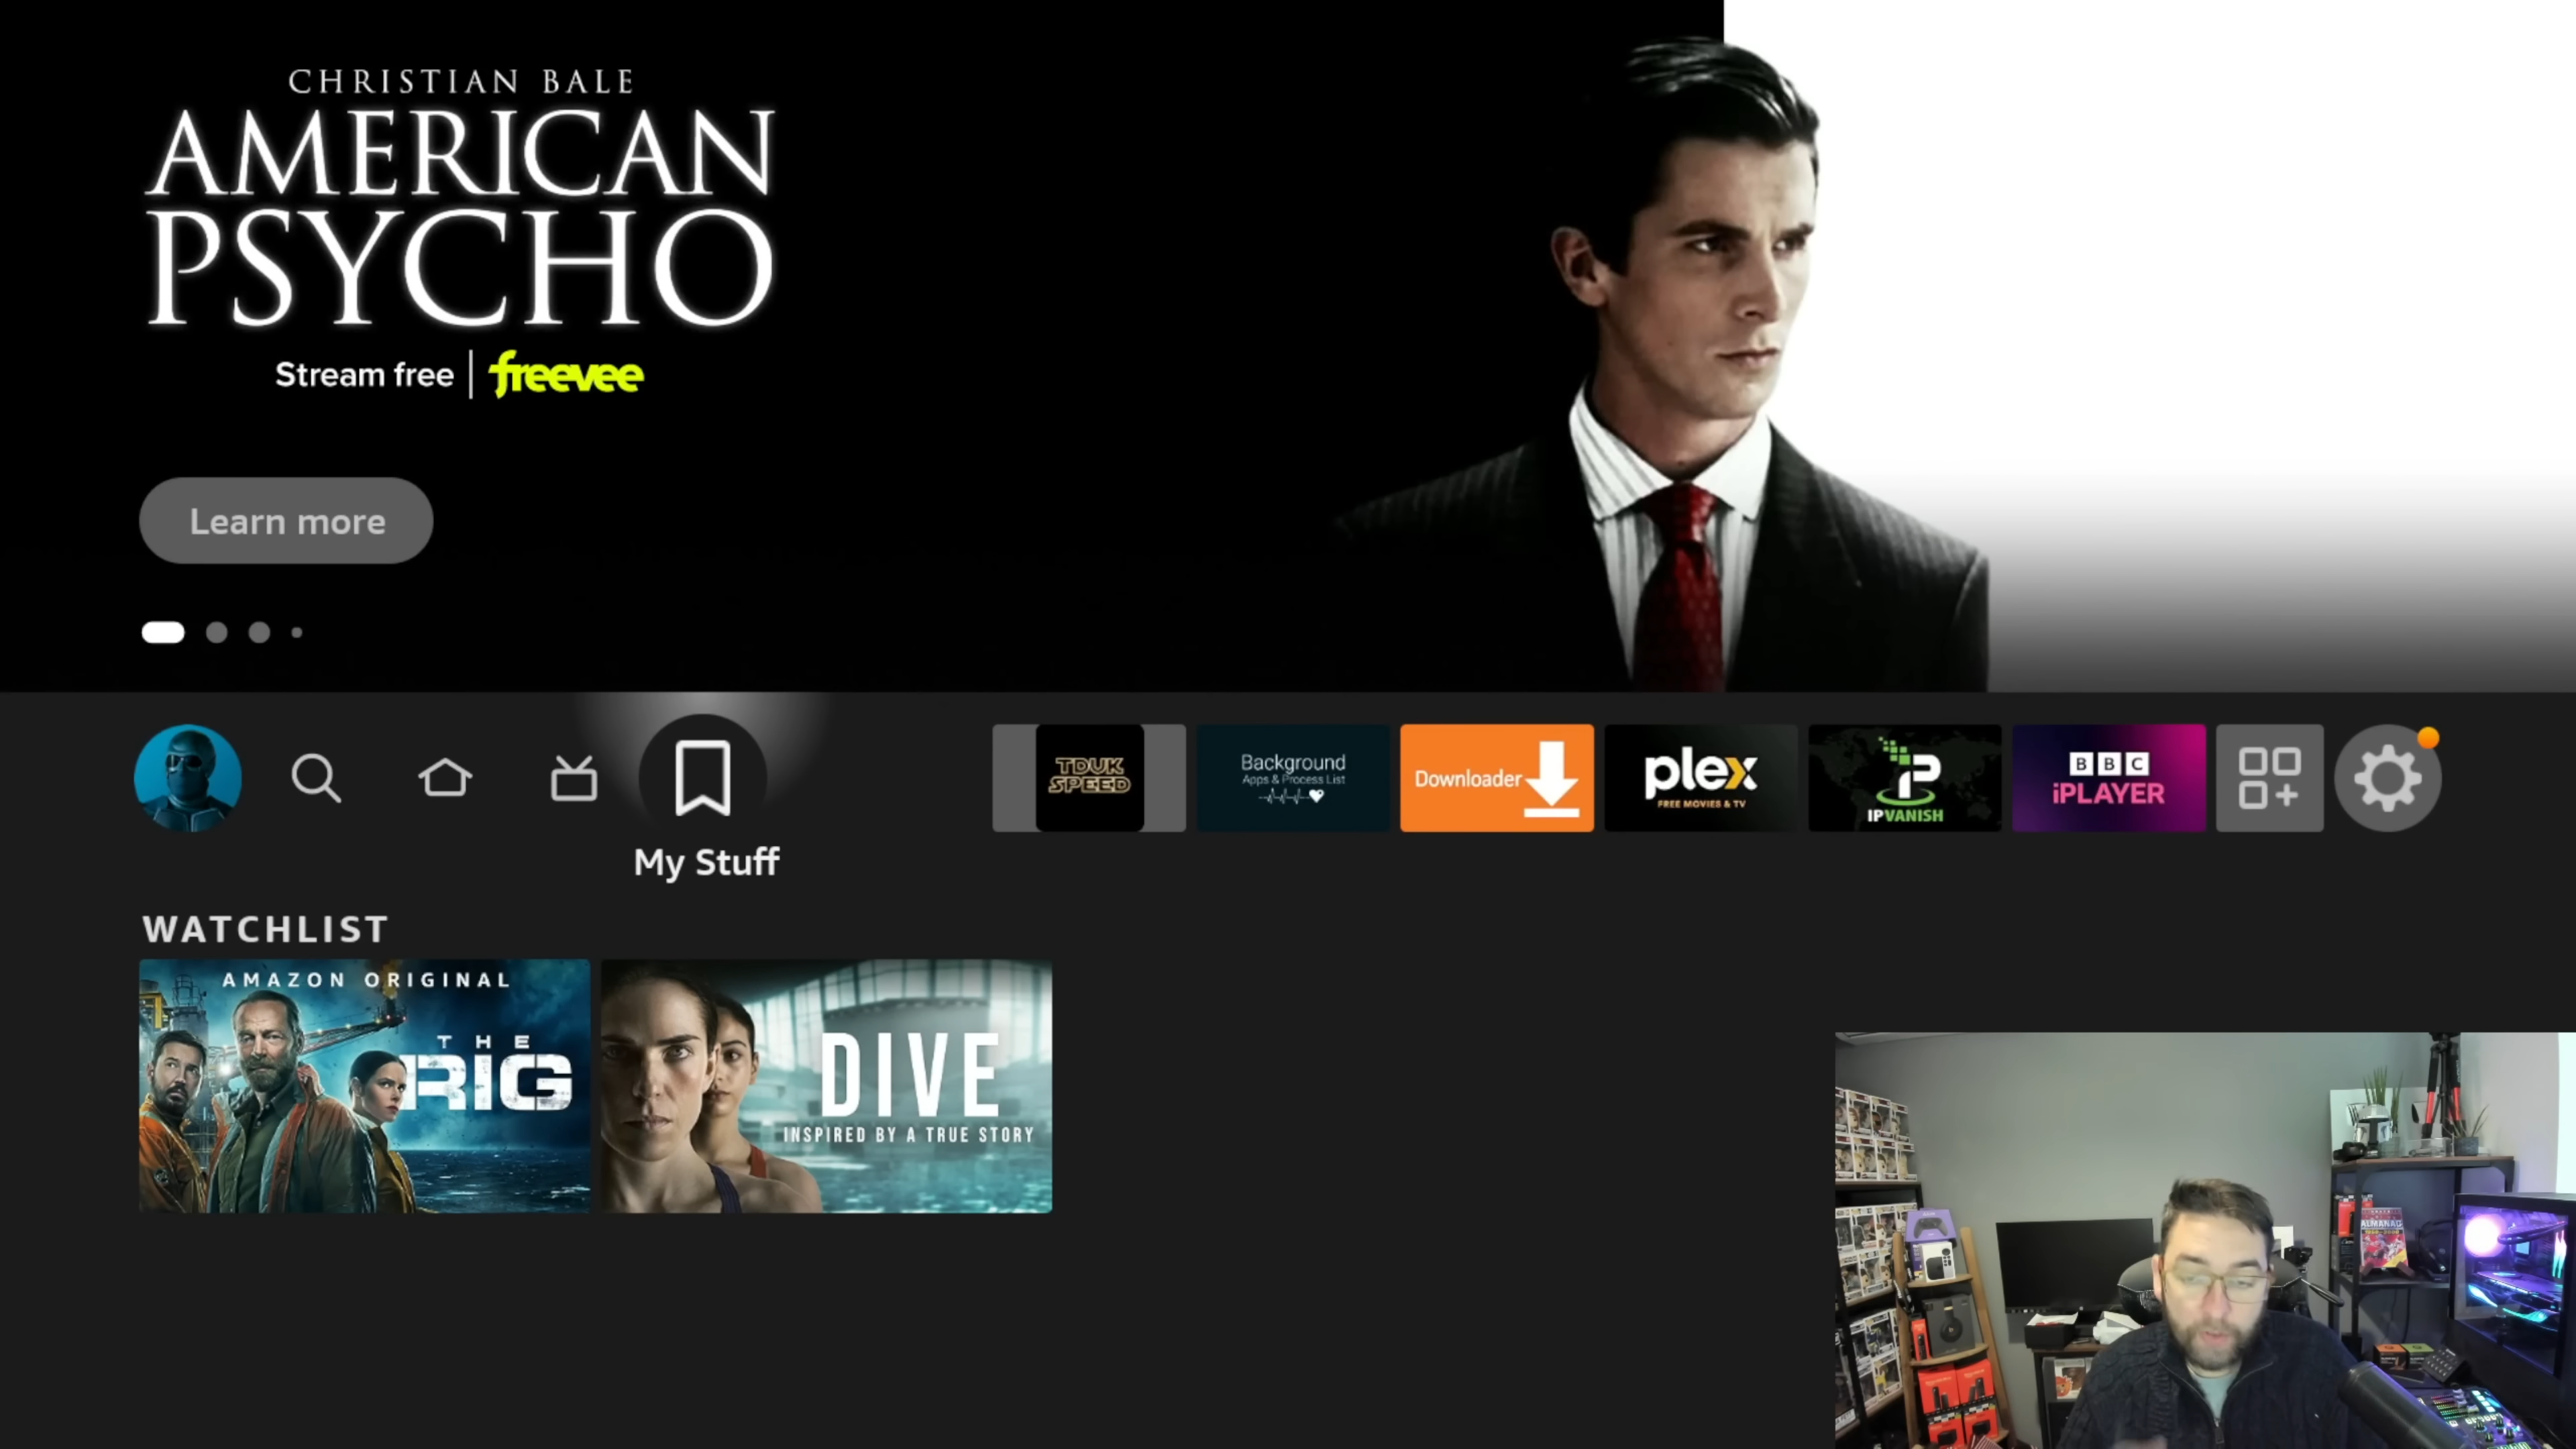 CHRISTIAN BALE
AMERICAN
PSYCHO
Stream free | freevee
Learn more
TDUK
SPEED
Background
Apps & Process List
Downloader
plex
FREE MOVIES & TV
IPVANISH
BBC
iPLAYER
My Stuff
WATCHLIST
AMAZON ORIGINAL
THE
RIG
DIVE
INSPIRED BY A TRUE STORY
ALMANAC